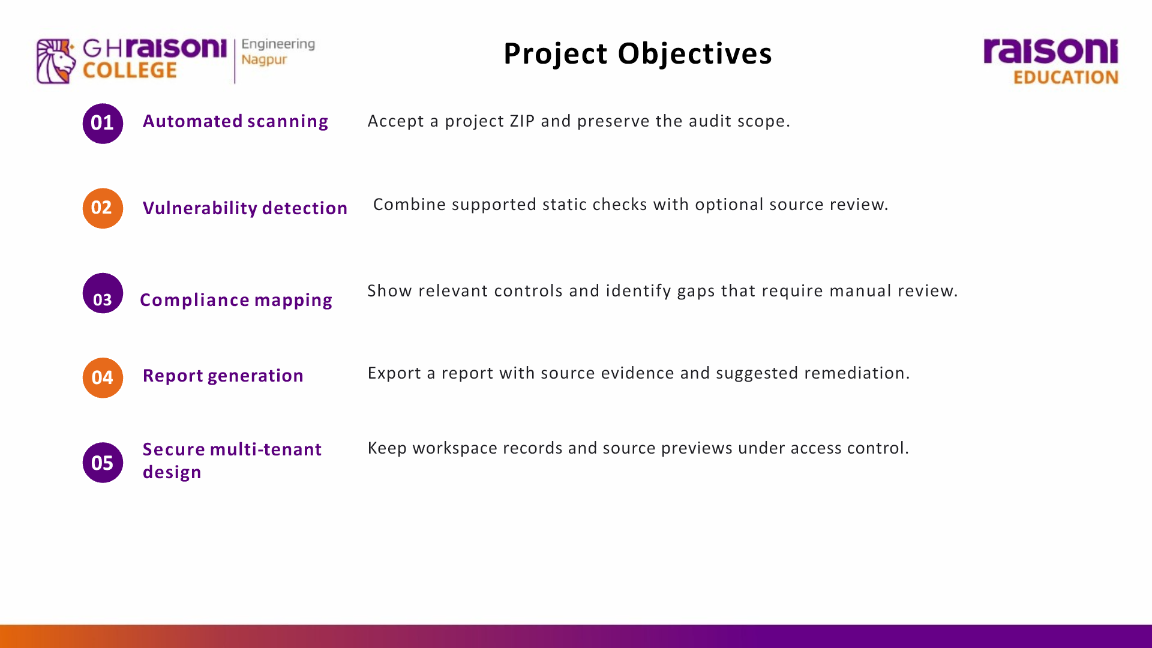 GHraisoni
COLLEGE
Engineering
Nagpur
Project Objectives
raisoni
EDUCATION
01 Automated scanning Accept a project ZIP and preserve the audit scope.
02 Vulnerability detection Combine supported static checks with optional source review.
03 Compliance mapping Show relevant controls and identify gaps that require manual review.
04 Report generation Export a report with source evidence and suggested remediation.
05 Secure multi-tenant Keep workspace records and source previews under access control.
design